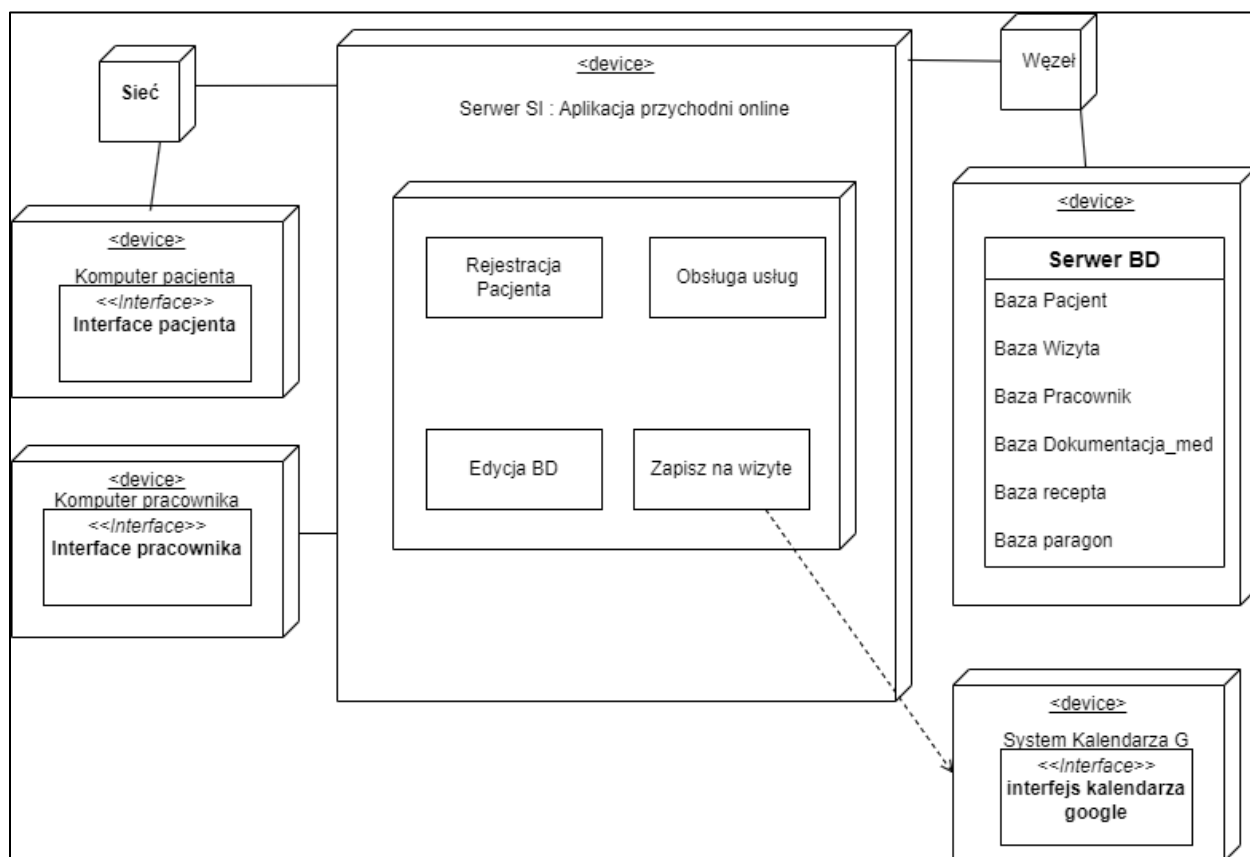 Sieć
<device>
Komputer pacjenta
<<Interface>>
Interface pacjenta
<device>
Komputer pracownika
<<Interface>>
Interface pracownika
<device>
Serwer SI : Aplikacja przychodni online
Rejestracja
Pacjenta
Obsługa usług
Edycja BD
Zapisz na wizyte
Węzeł
<device>
Serwer BD
Baza Pacjent
Baza Wizyta
Baza Pracownik
Baza Dokumentacja_med
Baza recepta
Baza paragon
<device>
System Kalendarza G
<<Interface>>
interfejs kalendarza
google